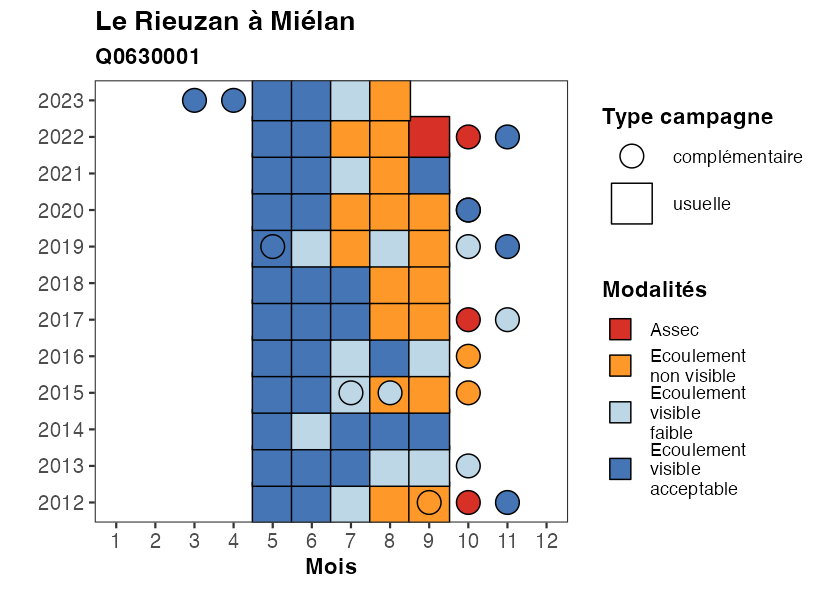 Le Rieuzan à Miélan
Q0630001
2023
2022
2021
2020
2019
2018
2017
2016
2015
2014
2013
2012
1 2 3 4 5 6 7 8 9 10 11 12
Mois
Type campagne
complémentaire
usuelle
Modalités
Assec
Ecoulement
non visible
Ecoulement
visible
faible
Ecoulement
visible
acceptable